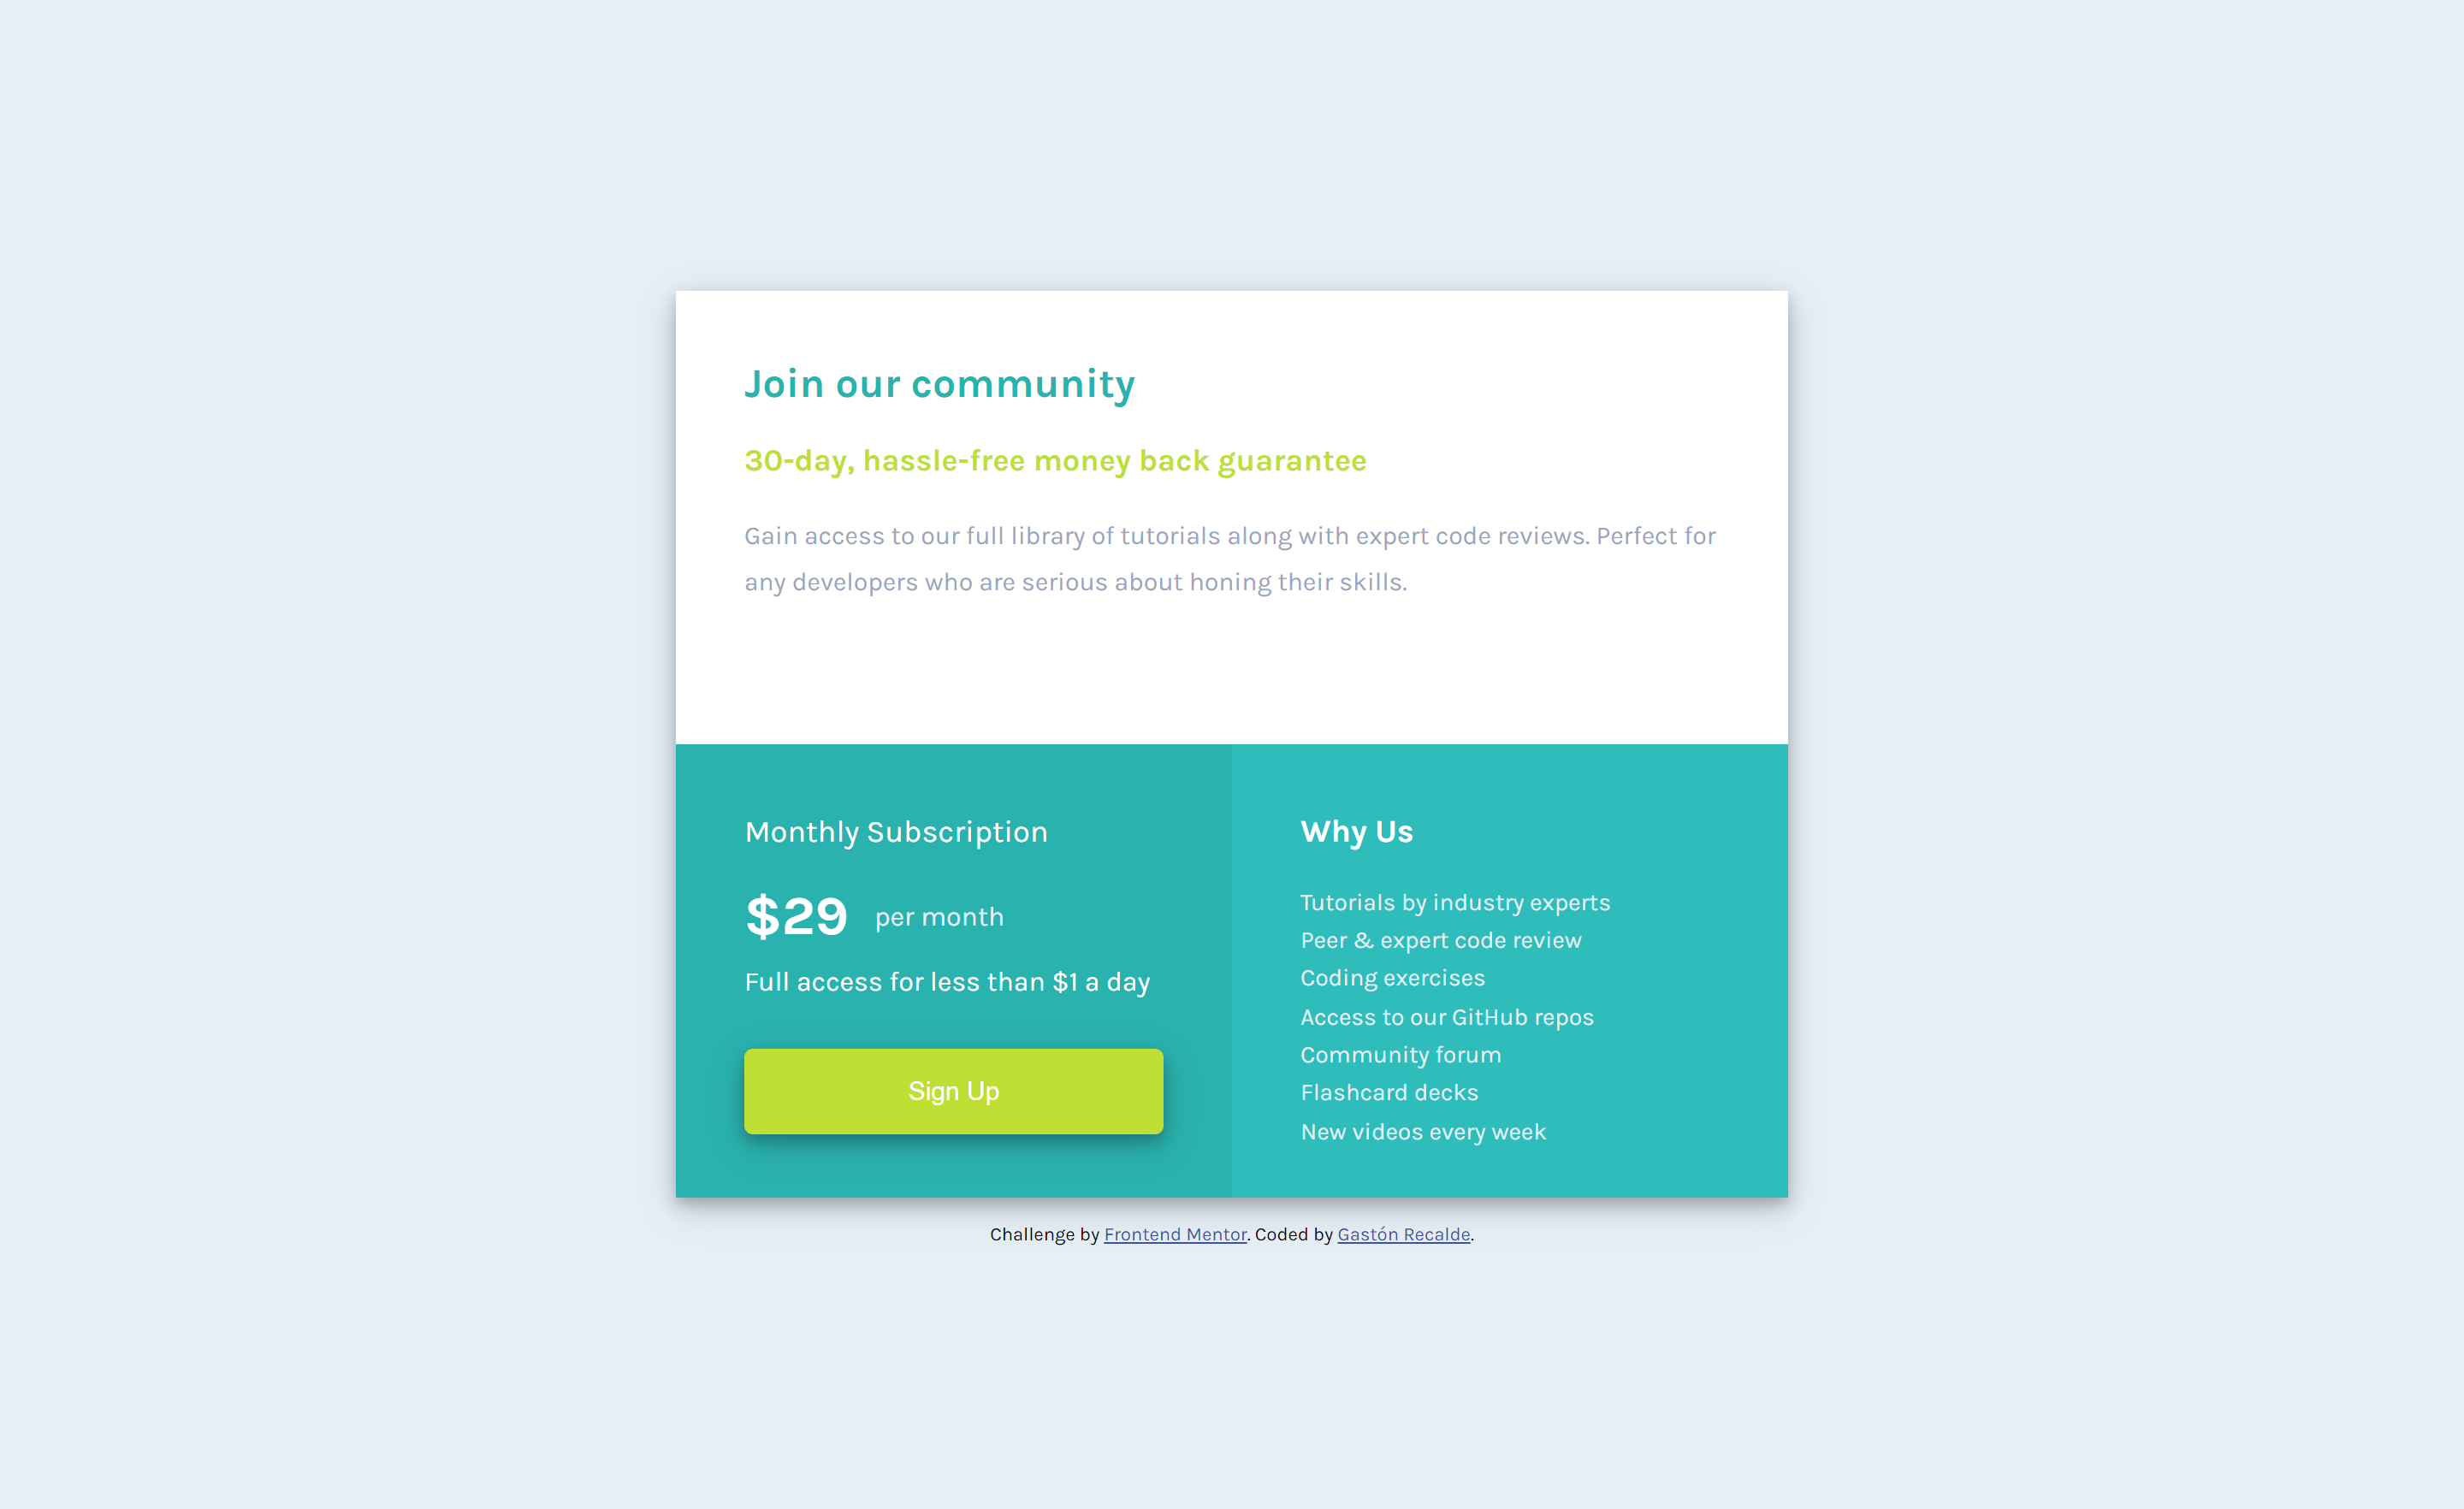 Join our community
30-day, hassle-free money back guarantee
Gain access to our full library of tutorials along with expert code reviews. Perfect for
any developers who are serious about honing their skills.
Monthly Subscription
$29 per month
Full access for less than $1 a day
Sign Up
Why Us
Tutorials by industry experts
Peer & expert code review
Coding exercises
Access to our GitHub repos
Community forum
Flashcard decks
New videos every week
Challenge by Frontend Mentor. Coded by Gastón Recalde.